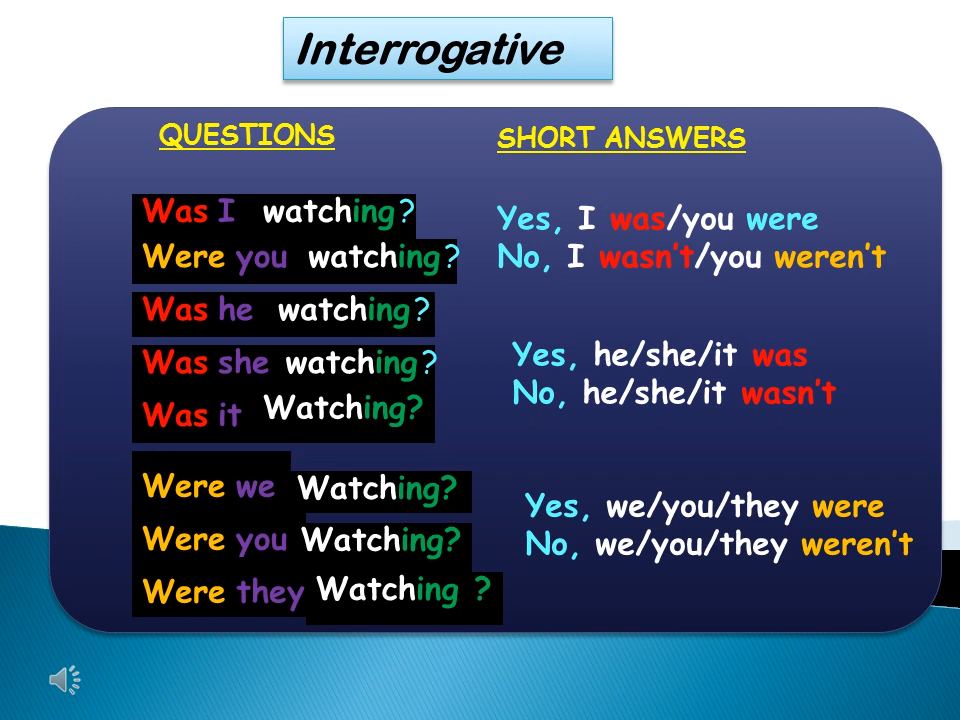 Interrogative
QUESTIONS
Was I watching?
Were you watching?
Was he watching?
Was she watching?
Was it Watching?
Were we Watching?
Were you Watching?
Were they Watching ?
SHORT ANSWERS
Yes, I was/you were
No, I wasn't/you weren't
Yes, he/she/it was
No, he/she/it wasn't
Yes, we/you/they were
No, we/you/they weren't